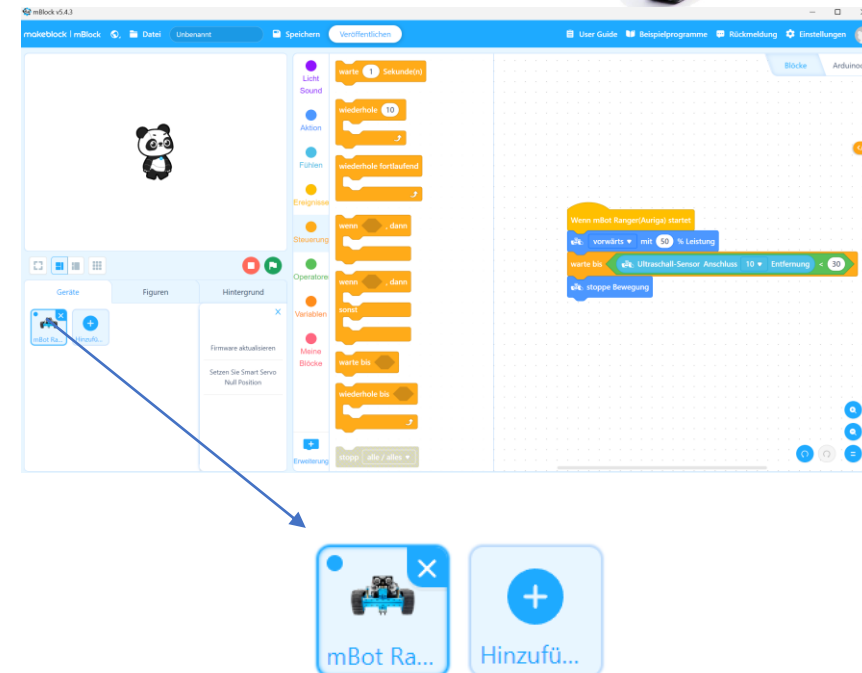 mBlock v5.4.3
makeblock | mBlock Datei Unbenannt Speichern Veröffentlichen User Guide Beispielprogramme Rückmeldung Einstellungen
Blöcke
Licht
Sound
Aktion
Fühlen
Ereignisse
Steuerung
Operatore
Variablen
Meine
Blöcke
Erweiterung
warte 1 Sekunde(n)
wiederhole 10
wiederhole fortlaufend
wenn , dann
wenn , dann
sonst
warte bis
wiederhole bis
stopp alle / alles
Wenn mBot Ranger(Auriga) startet
vorwärts mit 50 % Leistung
warte bis Ultraschall-Sensor Anschluss 10 Entfernung < 30
stoppe Bewegung
Geräte Figuren Hintergrund
mBot Ra... Hinzufü...
X
Firmware aktualisieren
Setzen Sie Smart Servo
Null Position
mBot Ra... Hinzufü...